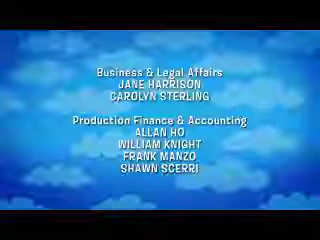 Business & Legal Affairs
JANE HARRISON
CAROLYN STERLING
Production Finance & Accounting
ALLAN HO
WILLIAM KNIGHT
FRANK MANZO
SHAWN SCERRI